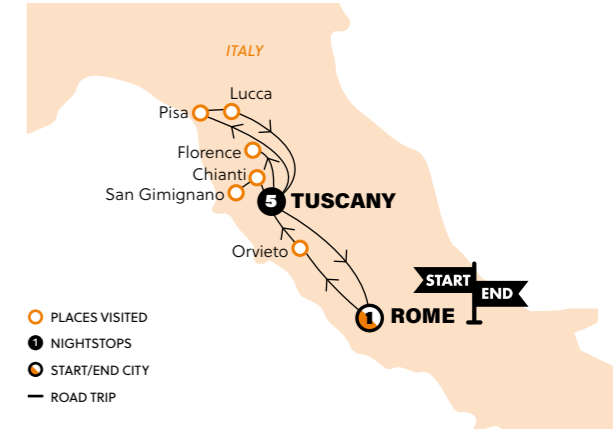 ITALY
Lucca
Pisa
Florence
Chianti
San Gimignano
5 TUSCANY
Orvieto
START
END
1 ROME
PLACES VISITED
1 NIGHTSTOPS
START/END CITY
ROAD TRIP